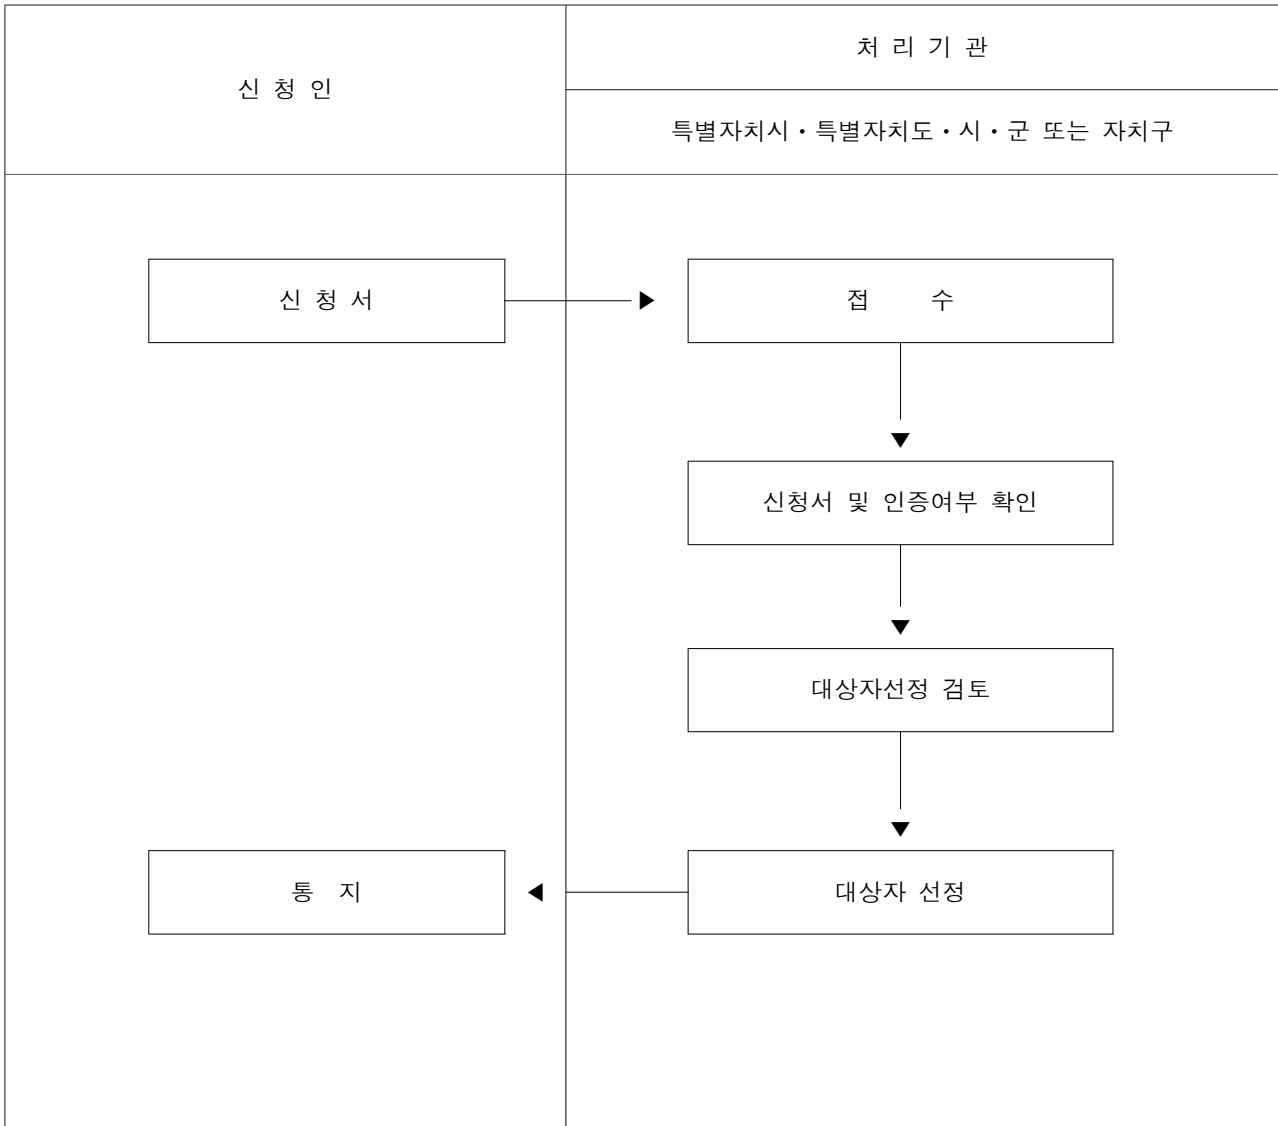 신 청 인
처 리 기 관
특별자치시・특별자치도・시・군 또는 자치구
신 청 서
접 수
신청서 및 인증여부 확인
대상자선정 검토
통 지
대상자 선정